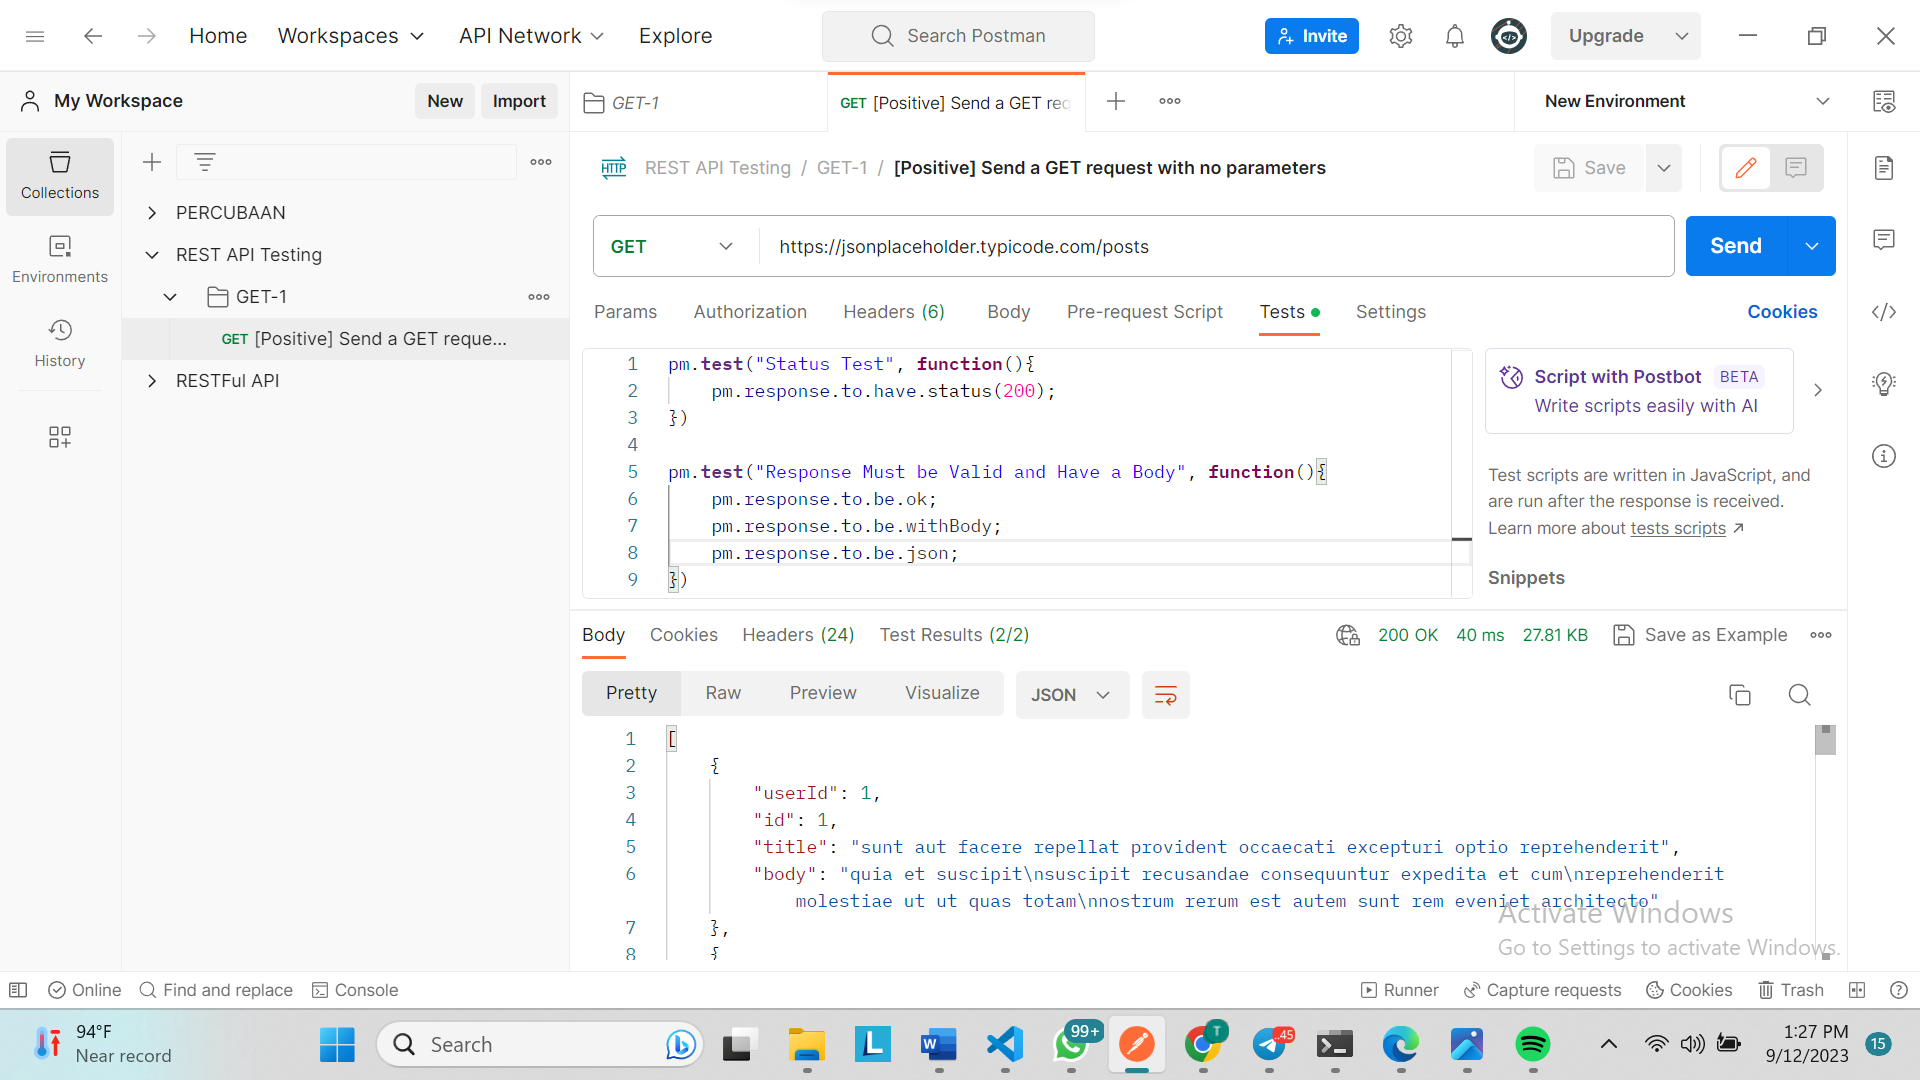 Home
Workspaces
API Network
Explore
Search Postman
Invite
Upgrade
My Workspace
New
Import
GET-1
GET [Positive] Send a GET req
New Environment
Collections
Environments
History
PERCUBAAN
REST API Testing
GET-1
GET [Positive] Send a GET reque...
RESTFul API
HTTP REST API Testing / GET-1 / [Positive] Send a GET request with no parameters
Save
GET
https://jsonplaceholder.typicode.com/posts
Send
Params
Authorization
Headers (6)
Body
Pre-request Script
Tests
Settings
Cookies
1 pm.test("Status Test", function(){
2 pm.response.to.have.status(200);
3 })
4
5 pm.test("Response Must be Valid and Have a Body", function(){
6 pm.response.to.be.ok;
7 pm.response.to.be.withBody;
8 pm.response.to.be.json;
9 })
Script with Postbot BETA
Write scripts easily with AI
Test scripts are written in JavaScript, and
are run after the response is received.
Learn more about tests scripts ↗
Snippets
Body
Cookies
Headers (24)
Test Results (2/2)
200 OK
40 ms
27.81 KB
Save as Example
Pretty
Raw
Preview
Visualize
JSON
1 [
2 {
3 "userId": 1,
4 "id": 1,
5 "title": "sunt aut facere repellat provident occaecati excepturi optio reprehenderit",
6 "body": "quia et suscipit\nsuscipit recusandae consequuntur expedita et cum\nreprehenderit
molestiae ut ut quas totam\nnostrum rerum est autem sunt rem eveniet architecto"
7 },
8 {
Activate Windows
Go to Settings to activate Windows.
Online
Find and replace
Console
Runner
Capture requests
Cookies
Trash
94°F
Near record
Search
L
W
99+
T
..45
1:27 PM
9/12/2023
15